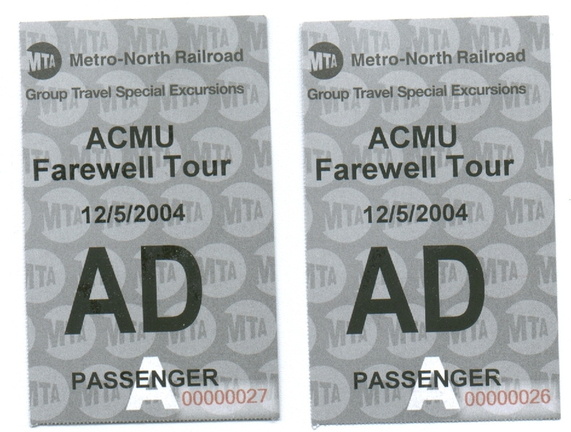 MTA Metro-North Railroad
Group Travel Special Excursions
ACMU
Farewell Tour
12/5/2004
AD
PASSENGER
A 00000027
MTA Metro-North Railroad
Group Travel Special Excursions
ACMU
Farewell Tour
12/5/2004
AD
PASSENGER
A 00000026